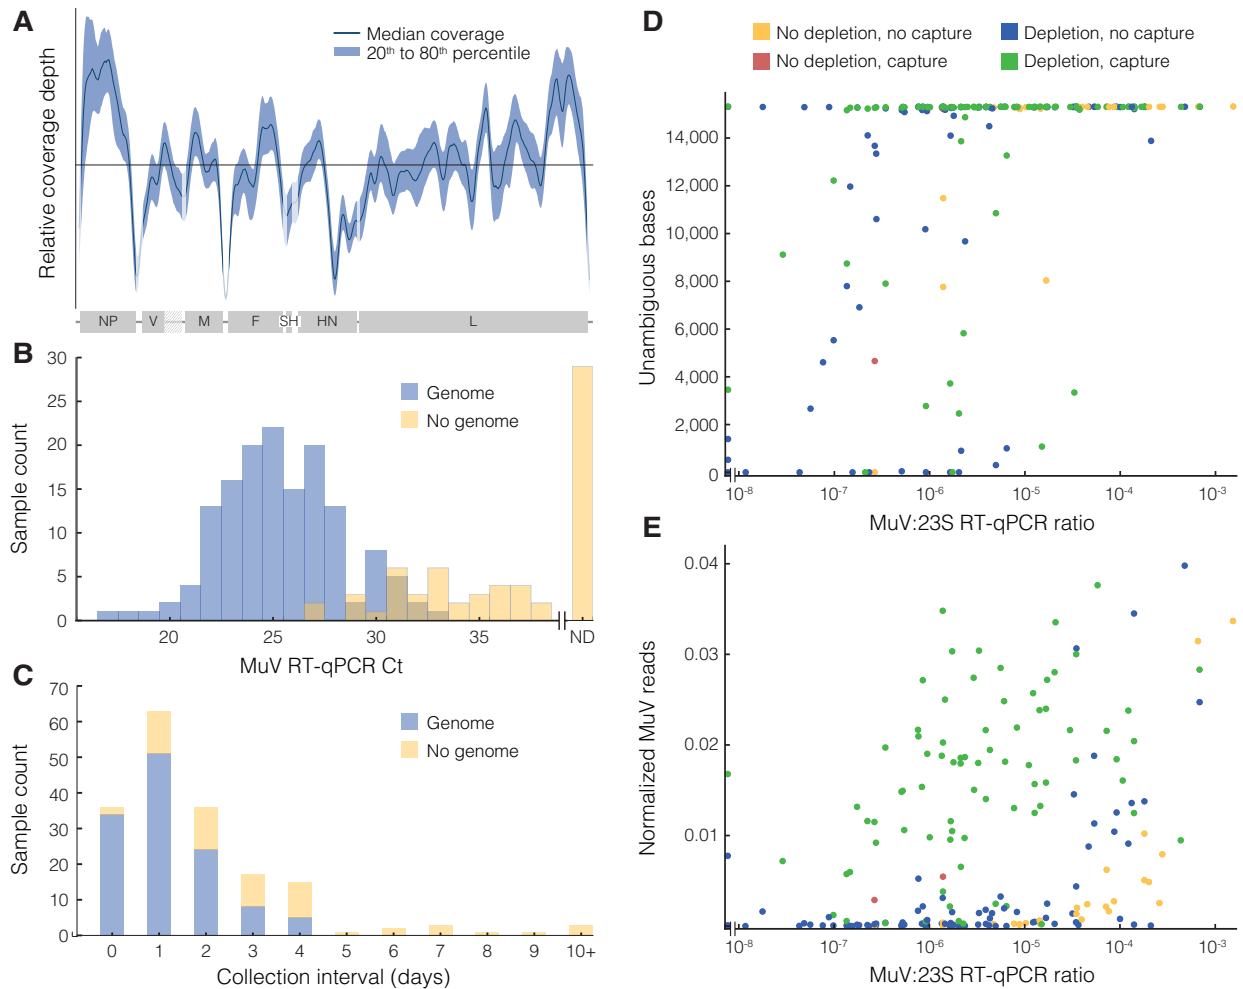 A
Relative coverage depth
Median coverage
20th to 80th percentile
NP V M F SH HN L
B
Sample count
30
25
20
15
10
5
0
Genome
No genome
20 25 30 35 ND
MuV RT-qPCR Ct
C
Sample count
70
60
50
40
30
20
10
0
Genome
No genome
0 1 2 3 4 5 6 7 8 9 10+
Collection interval (days)
D
No depletion, no capture
Depletion, no capture
No depletion, capture
Depletion, capture
Unambiguous bases
14,000
12,000
10,000
8,000
6,000
4,000
2,000
0
10-8 10-7 10-6 10-5 10-4 10-3
MuV:23S RT-qPCR ratio
E
Normalized MuV reads
0.04
0.03
0.02
0.01
10-8 10-7 10-6 10-5 10-4 10-3
MuV:23S RT-qPCR ratio